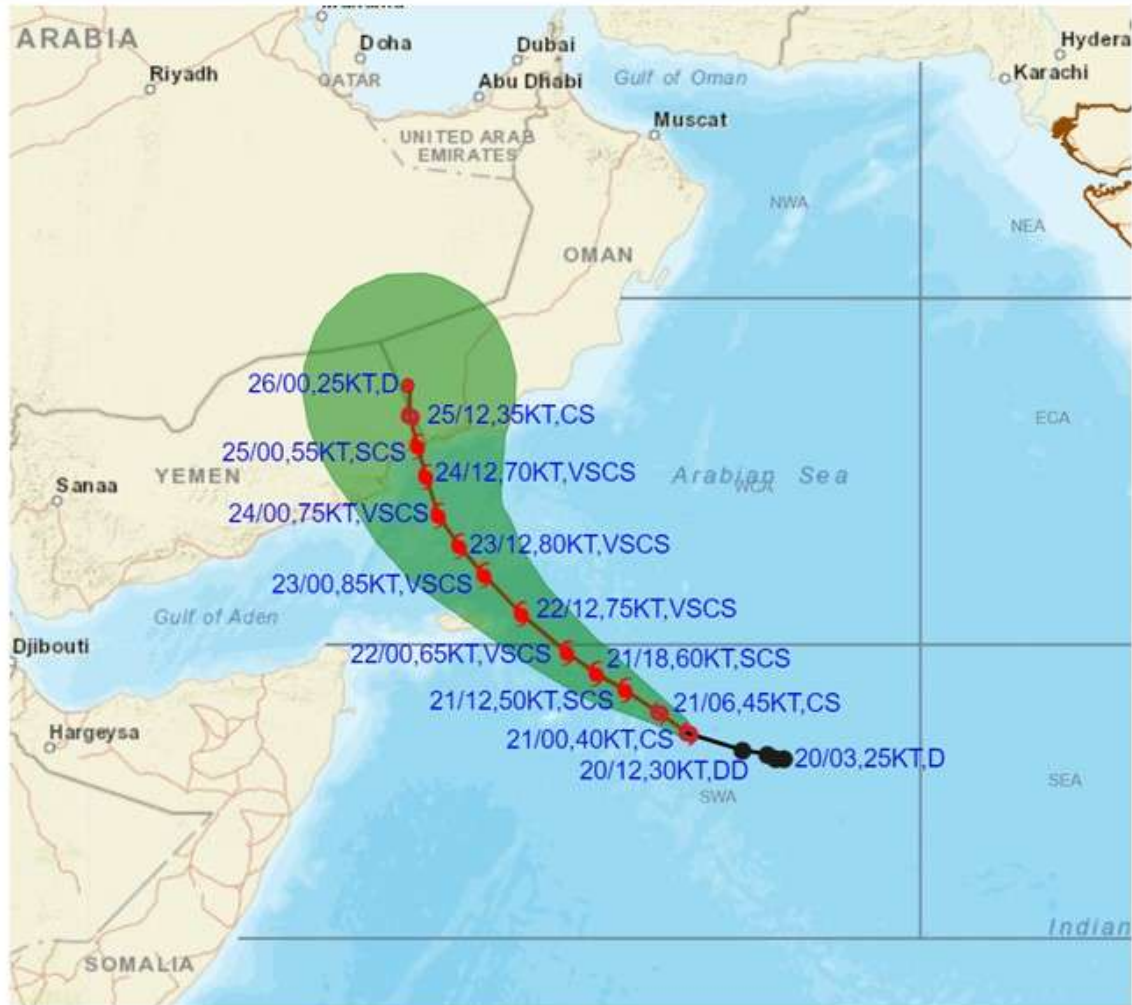 ARABIA
Doha
Dubai
Hydera
Riyadh
QATAR
Abu Dhabi
Gulf of Oman
Karachi
UNITED ARAB
EMIRATES
Muscat
NWA
NEA
OMAN
26/00,25KT,D
25/12,35KT,CS
ECA
25/00,55KT,SCS
YEMEN
24/12,70KT,VSCS
Arabian Sea
WCA
Sanaa
24/00,75KT,VSCS
23/12,80KT,VSCS
23/00,85KT,VSCS
Gulf of Aden
22/12,75KT,VSCS
Djibouti
22/00,65KT,VSCS
21/18,60KT,SCS
21/12,50KT,SCS
21/06,45KT,CS
Hargeysa
21/00,40KT,CS
20/12,30KT,DD
20/03,25KT,D
SWA
SEA
Indian
SOMALIA